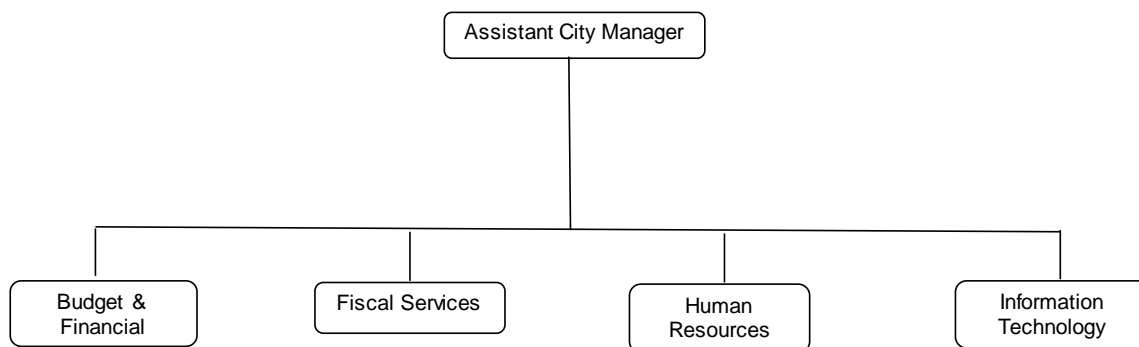 Assistant City Manager
Budget &
Financial
Fiscal Services
Human
Resources
Information
Technology